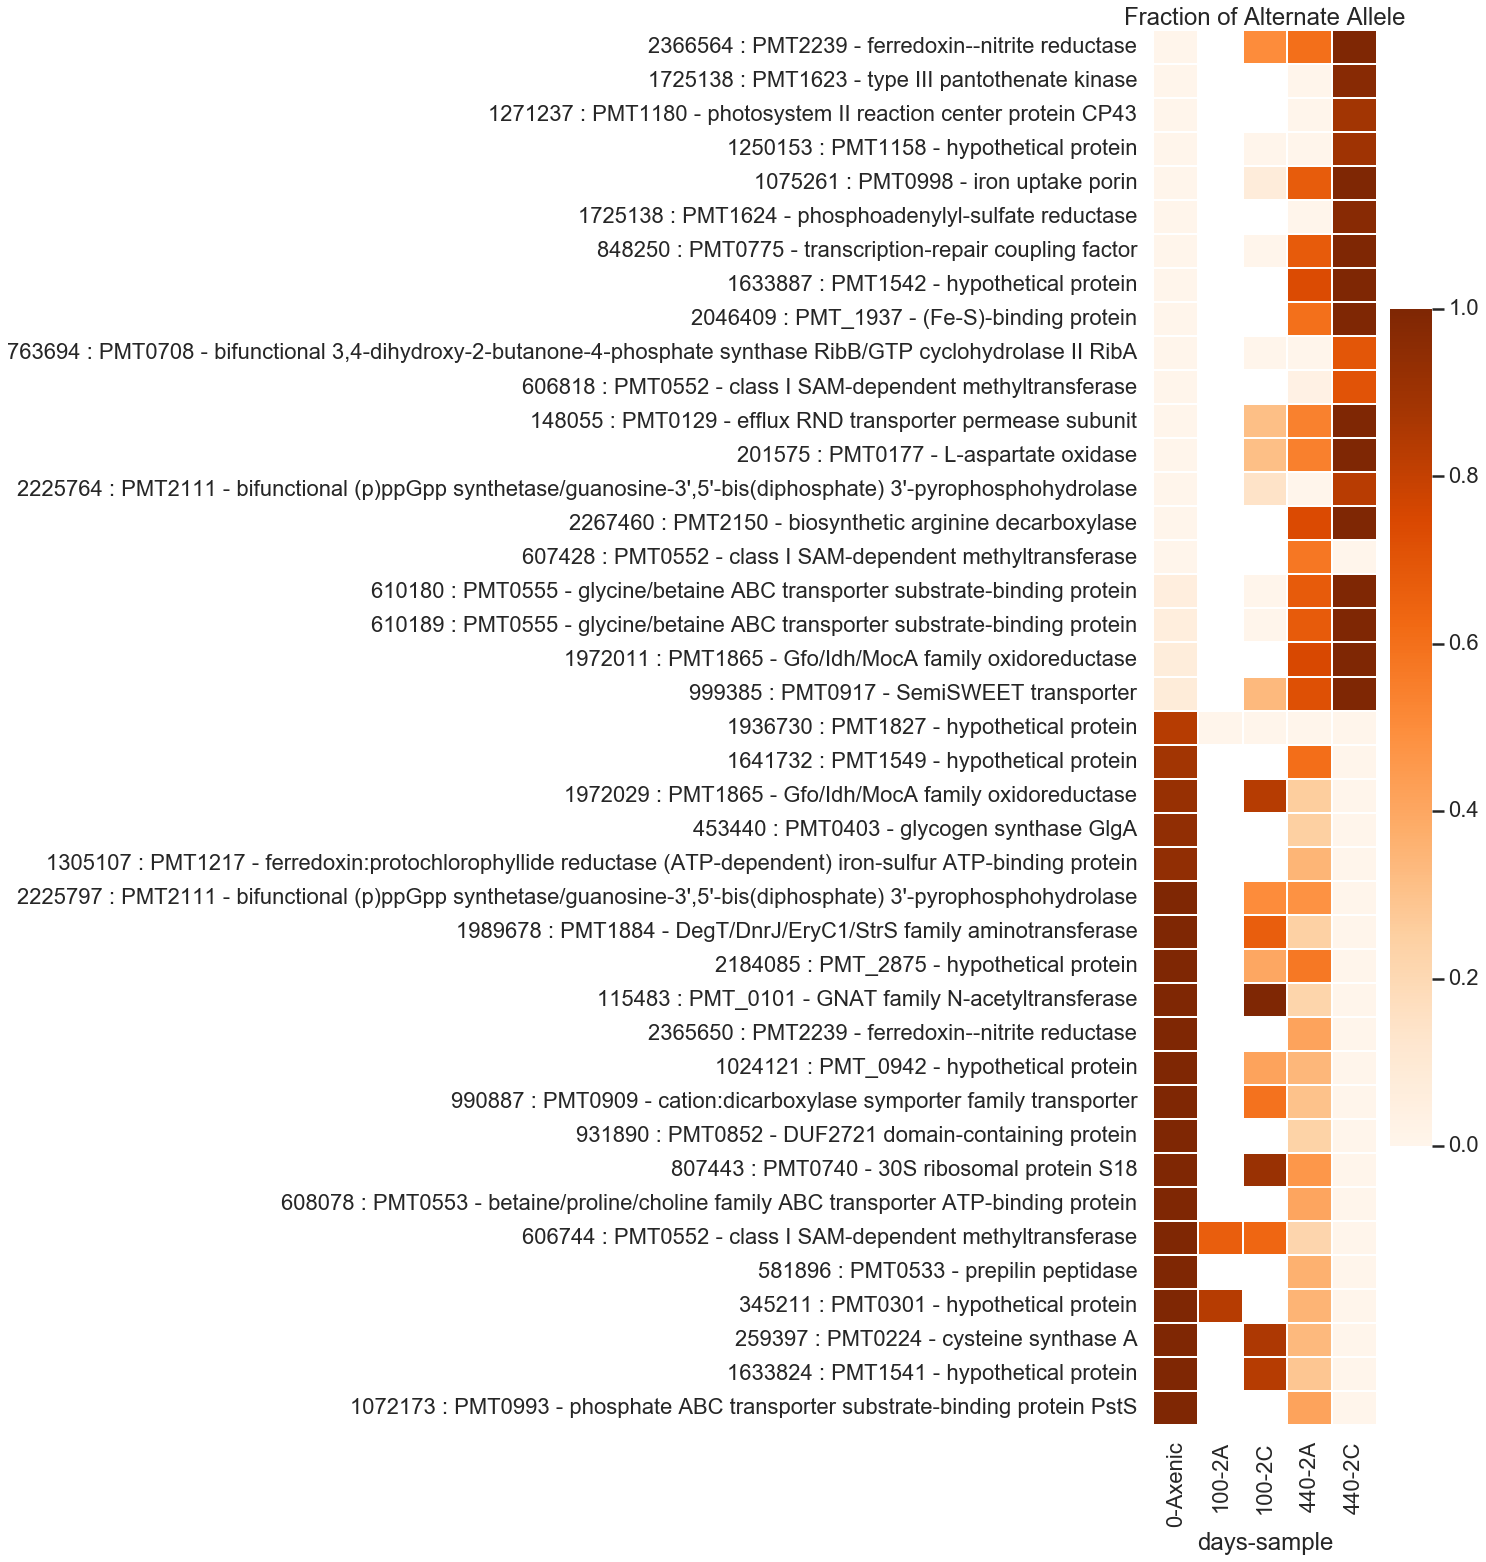 Fraction of Alternate Allele
2366564 : PMT2239 - ferredoxin--nitrite reductase
1725138 : PMT1623 - type III pantothenate kinase
1271237 : PMT1180 - photosystem II reaction center protein CP43
1250153 : PMT1158 - hypothetical protein
1075261 : PMT0998 - iron uptake porin
1725138 : PMT1624 - phosphoadenylyl-sulfate reductase
848250 : PMT0775 - transcription-repair coupling factor
1633887 : PMT1542 - hypothetical protein
2046409 : PMT_1937 - (Fe-S)-binding protein
763694 : PMT0708 - bifunctional 3,4-dihydroxy-2-butanone-4-phosphate synthase RibB/GTP cyclohydrolase II RibA
606818 : PMT0552 - class I SAM-dependent methyltransferase
148055 : PMT0129 - efflux RND transporter permease subunit
201575 : PMT0177 - L-aspartate oxidase
2225764 : PMT2111 - bifunctional (p)ppGpp synthetase/guanosine-3',5'-bis(diphosphate) 3'-pyrophosphohydrolase
2267460 : PMT2150 - biosynthetic arginine decarboxylase
607428 : PMT0552 - class I SAM-dependent methyltransferase
610180 : PMT0555 - glycine/betaine ABC transporter substrate-binding protein
610189 : PMT0555 - glycine/betaine ABC transporter substrate-binding protein
1972011 : PMT1865 - Gfo/Idh/MocA family oxidoreductase
999385 : PMT0917 - SemiSWEET transporter
1936730 : PMT1827 - hypothetical protein
1641732 : PMT1549 - hypothetical protein
1972029 : PMT1865 - Gfo/Idh/MocA family oxidoreductase
453440 : PMT0403 - glycogen synthase GlgA
1305107 : PMT1217 - ferredoxin:protochlorophyllide reductase (ATP-dependent) iron-sulfur ATP-binding protein
2225797 : PMT2111 - bifunctional (p)ppGpp synthetase/guanosine-3',5'-bis(diphosphate) 3'-pyrophosphohydrolase
1989678 : PMT1884 - DegT/DnrJ/EryC1/StrS family aminotransferase
2184085 : PMT_2875 - hypothetical protein
115483 : PMT_0101 - GNAT family N-acetyltransferase
2365650 : PMT2239 - ferredoxin--nitrite reductase
1024121 : PMT_0942 - hypothetical protein
990887 : PMT0909 - cation:dicarboxylase symporter family transporter
931890 : PMT0852 - DUF2721 domain-containing protein
807443 : PMT0740 - 30S ribosomal protein S18
608078 : PMT0553 - betaine/proline/choline family ABC transporter ATP-binding protein
606744 : PMT0552 - class I SAM-dependent methyltransferase
581896 : PMT0533 - prepilin peptidase
345211 : PMT0301 - hypothetical protein
259397 : PMT0224 - cysteine synthase A
1633824 : PMT1541 - hypothetical protein
1072173 : PMT0993 - phosphate ABC transporter substrate-binding protein PstS
0-Axenic
100-2A
100-2C
440-2A
440-2C
days-sample
1.0
0.8
0.6
0.4
0.2
0.0